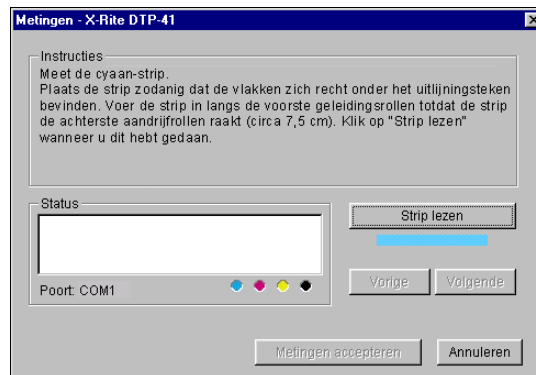 Metingen - X-Rite DTP-41
Instructies
Meet de cyaan-strip.
Plaats de strip zodanig dat de vlakken zich recht onder het uitlijningsteken
bevinden. Voer de strip in langs de voorste geleidingsrollen totdat de strip
de achterste aandrijfrollen raakt (circa 7,5 cm). Klik op "Strip lezen"
wanneer u dit hebt gedaan.
Status
Strip lezen
Poort: COM1
Vorige
Volgende
Metingen accepteren
Annuleren